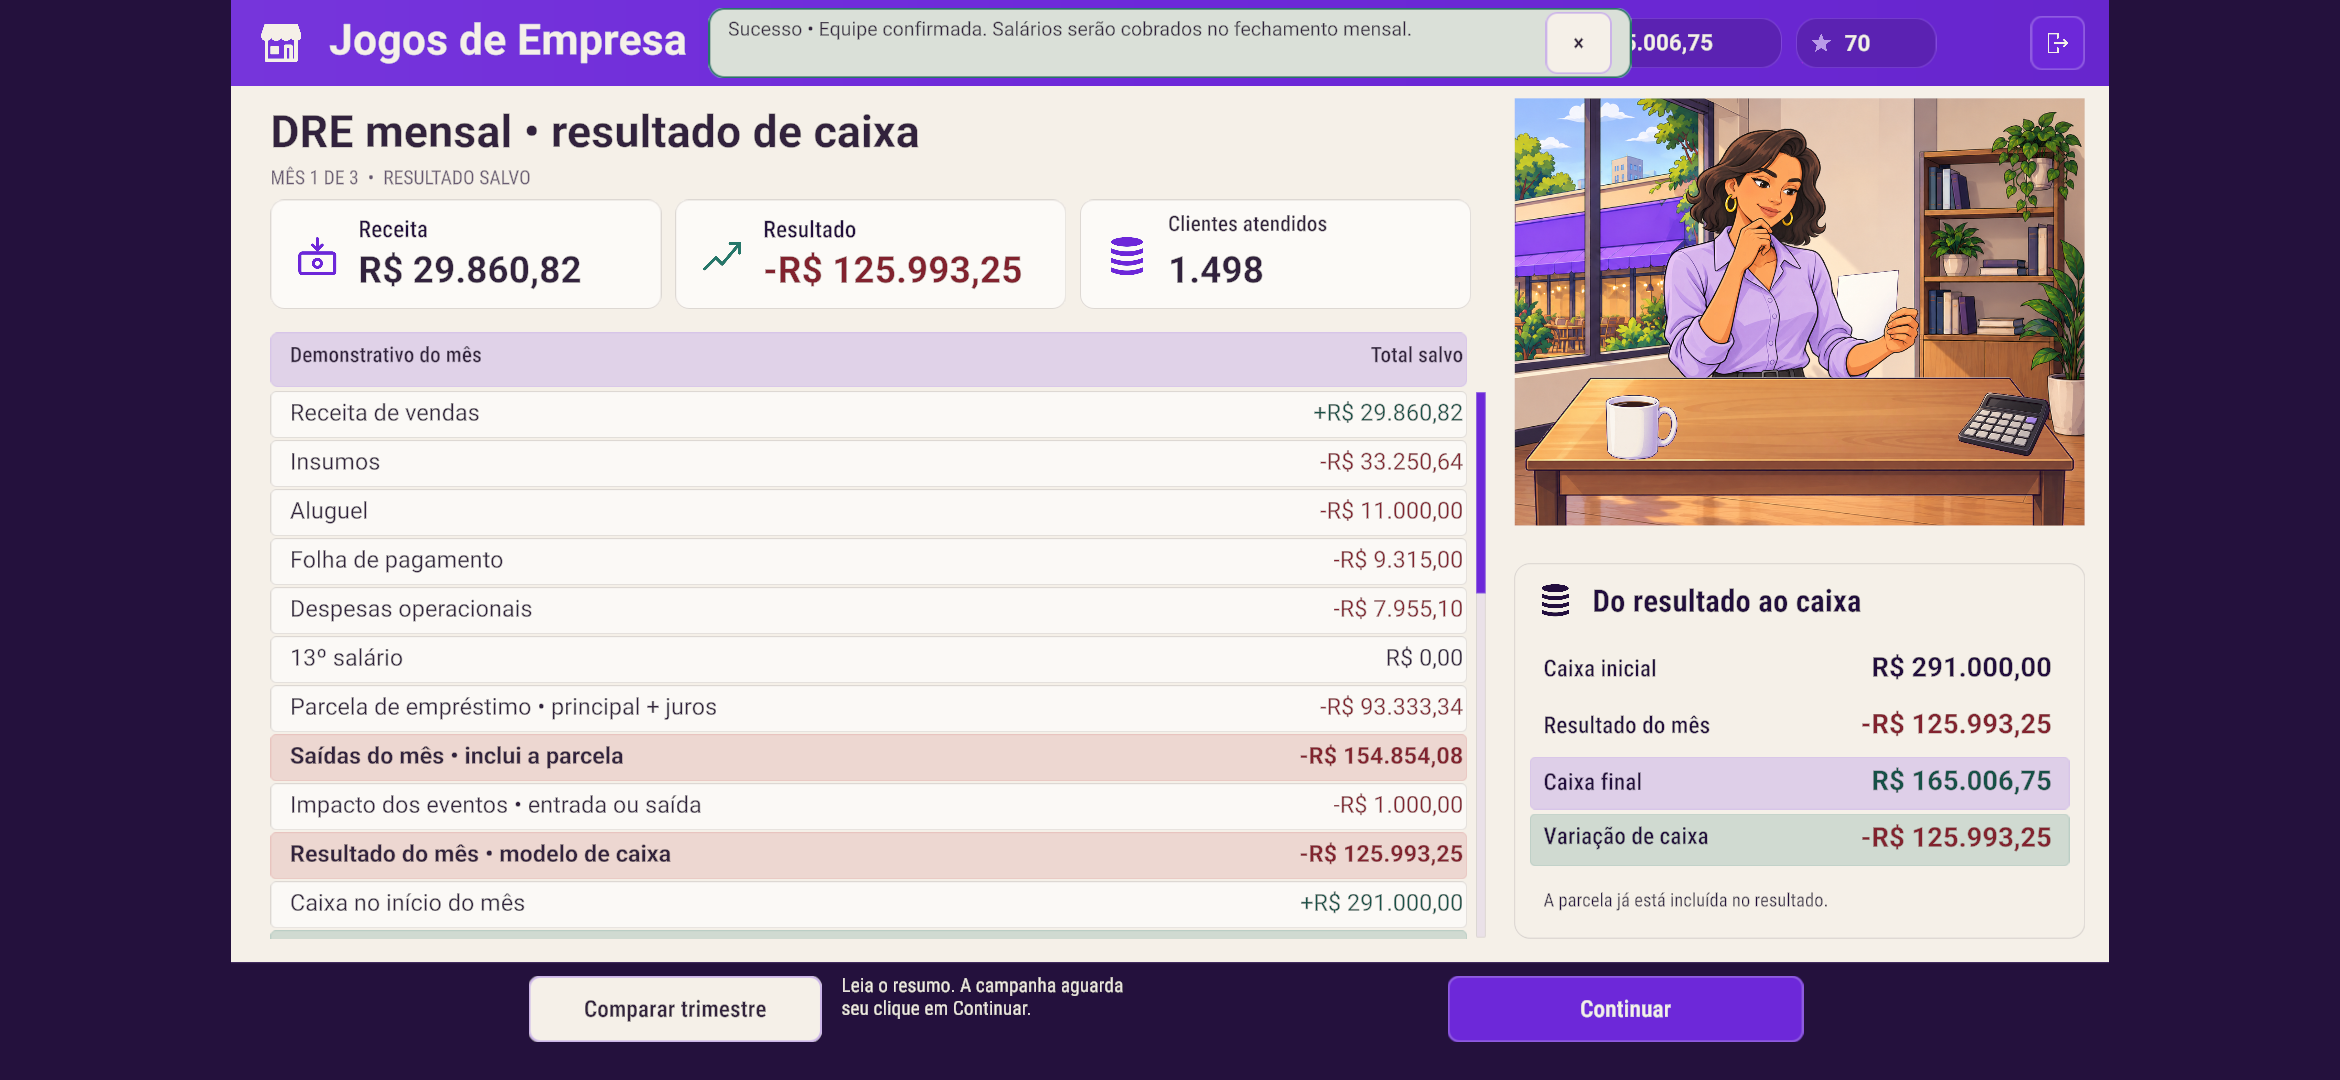 Jogos de Empresa
Sucesso • Equipe confirmada. Salários serão cobrados no fechamento mensal.
×
5.006,75
70
DRE mensal • resultado de caixa
MÊS 1 DE 3 • RESULTADO SALVO
Receita
R$ 29.860,82
Resultado
-R$ 125.993,25
Clientes atendidos
1.498
Demonstrativo do mês Total salvo
Receita de vendas +R$ 29.860,82
Insumos -R$ 33.250,64
Aluguel -R$ 11.000,00
Folha de pagamento -R$ 9.315,00
Despesas operacionais -R$ 7.955,10
13º salário R$ 0,00
Parcela de empréstimo • principal + juros -R$ 93.333,34
Saídas do mês • inclui a parcela -R$ 154.854,08
Impacto dos eventos • entrada ou saída -R$ 1.000,00
Resultado do mês • modelo de caixa -R$ 125.993,25
Caixa no início do mês +R$ 291.000,00
Do resultado ao caixa
Caixa inicial R$ 291.000,00
Resultado do mês -R$ 125.993,25
Caixa final R$ 165.006,75
Variação de caixa -R$ 125.993,25
A parcela já está incluída no resultado.
Comparar trimestre
Leia o resumo. A campanha aguarda
seu clique em Continuar.
Continuar